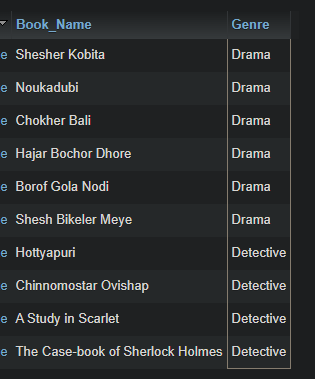 Book_Name Genre
e Shesher Kobita Drama
e Noukadubi Drama
e Chokher Bali Drama
e Hajar Bochor Dhore Drama
e Borof Gola Nodi Drama
e Shesh Bikeler Meye Drama
e Hottyapuri Detective
e Chinnomostar Ovishap Detective
e A Study in Scarlet Detective
e The Case-book of Sherlock Holmes Detective